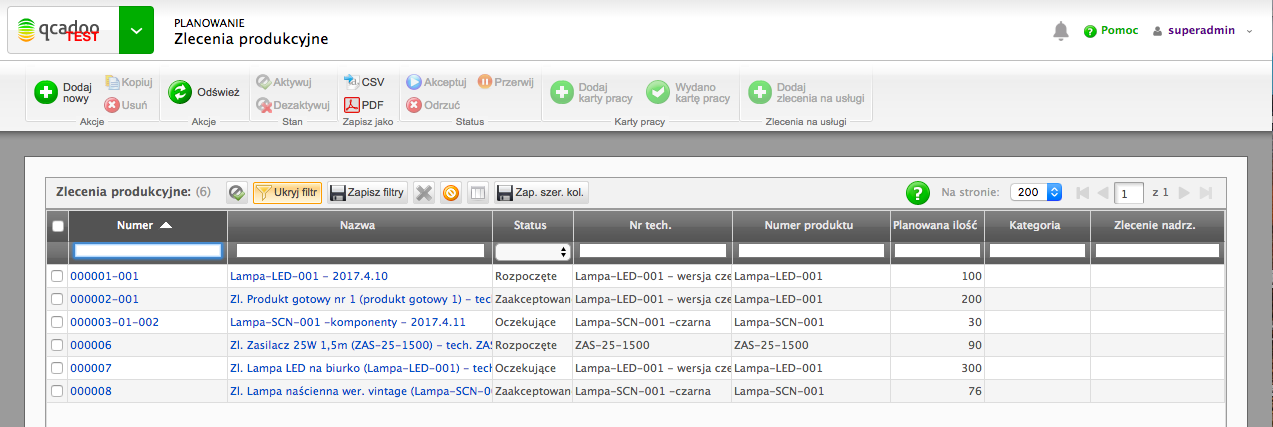 qcadoo
TEST
PLANOWANIE
Zlecenia produkcyjne
Pomoc superadmin
Dodaj nowy
Kopiuj
Usuń
Akcje
Odśwież
Akcje
Aktywuj
Dezaktywuj
Stan
CSV
PDF
Zapisz jako
Akceptuj Przerwij
Odrzuć
Status
Dodaj karty pracy
Wydano kartę pracy
Karty pracy
Dodaj zlecenia na usługi
Zlecenia na usługi
Zlecenia produkcyjne: (6) Ukryj filtr Zapisz filtry Zap. szer. kol. ? Na stronie: 200 1 z 1
Numer Nazwa Status Nr tech. Numer produktu Planowana ilość Kategoria Zlecenie nadrz.
000001-001 Lampa-LED-001 - 2017.4.10 Rozpoczęte Lampa-LED-001 - wersja cze Lampa-LED-001 100
000002-001 Zl. Produkt gotowy nr 1 (produkt gotowy 1) - tec Zaakceptowan Lampa-LED-001 - wersja cze Lampa-LED-001 200
000003-01-002 Lampa-SCN-001 -komponenty - 2017.4.11 Oczekujące Lampa-SCN-001 -czarna Lampa-SCN-001 30
000006 Zl. Zasilacz 25W 1,5m (ZAS-25-1500) - tech. ZAS Rozpoczęte ZAS-25-1500 ZAS-25-1500 90
000007 Zl. Lampa LED na biurko (Lampa-LED-001) - tec Oczekujące Lampa-LED-001 - wersja cze Lampa-LED-001 300
000008 Zl. Lampa naścienna wer. vintage (Lampa-SCN-0 Zaakceptowan Lampa-SCN-001 -czarna Lampa-SCN-001 76